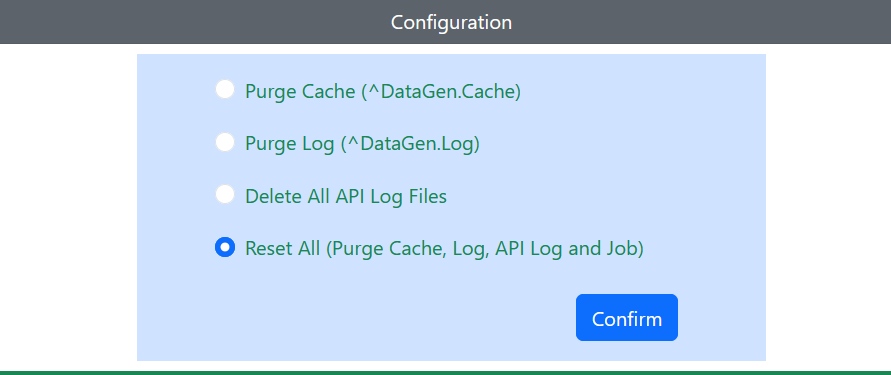 Configuration
Purge Cache (^DataGen.Cache)
Purge Log (^DataGen.Log)
Delete All API Log Files
Reset All (Purge Cache, Log, API Log and Job)
Confirm